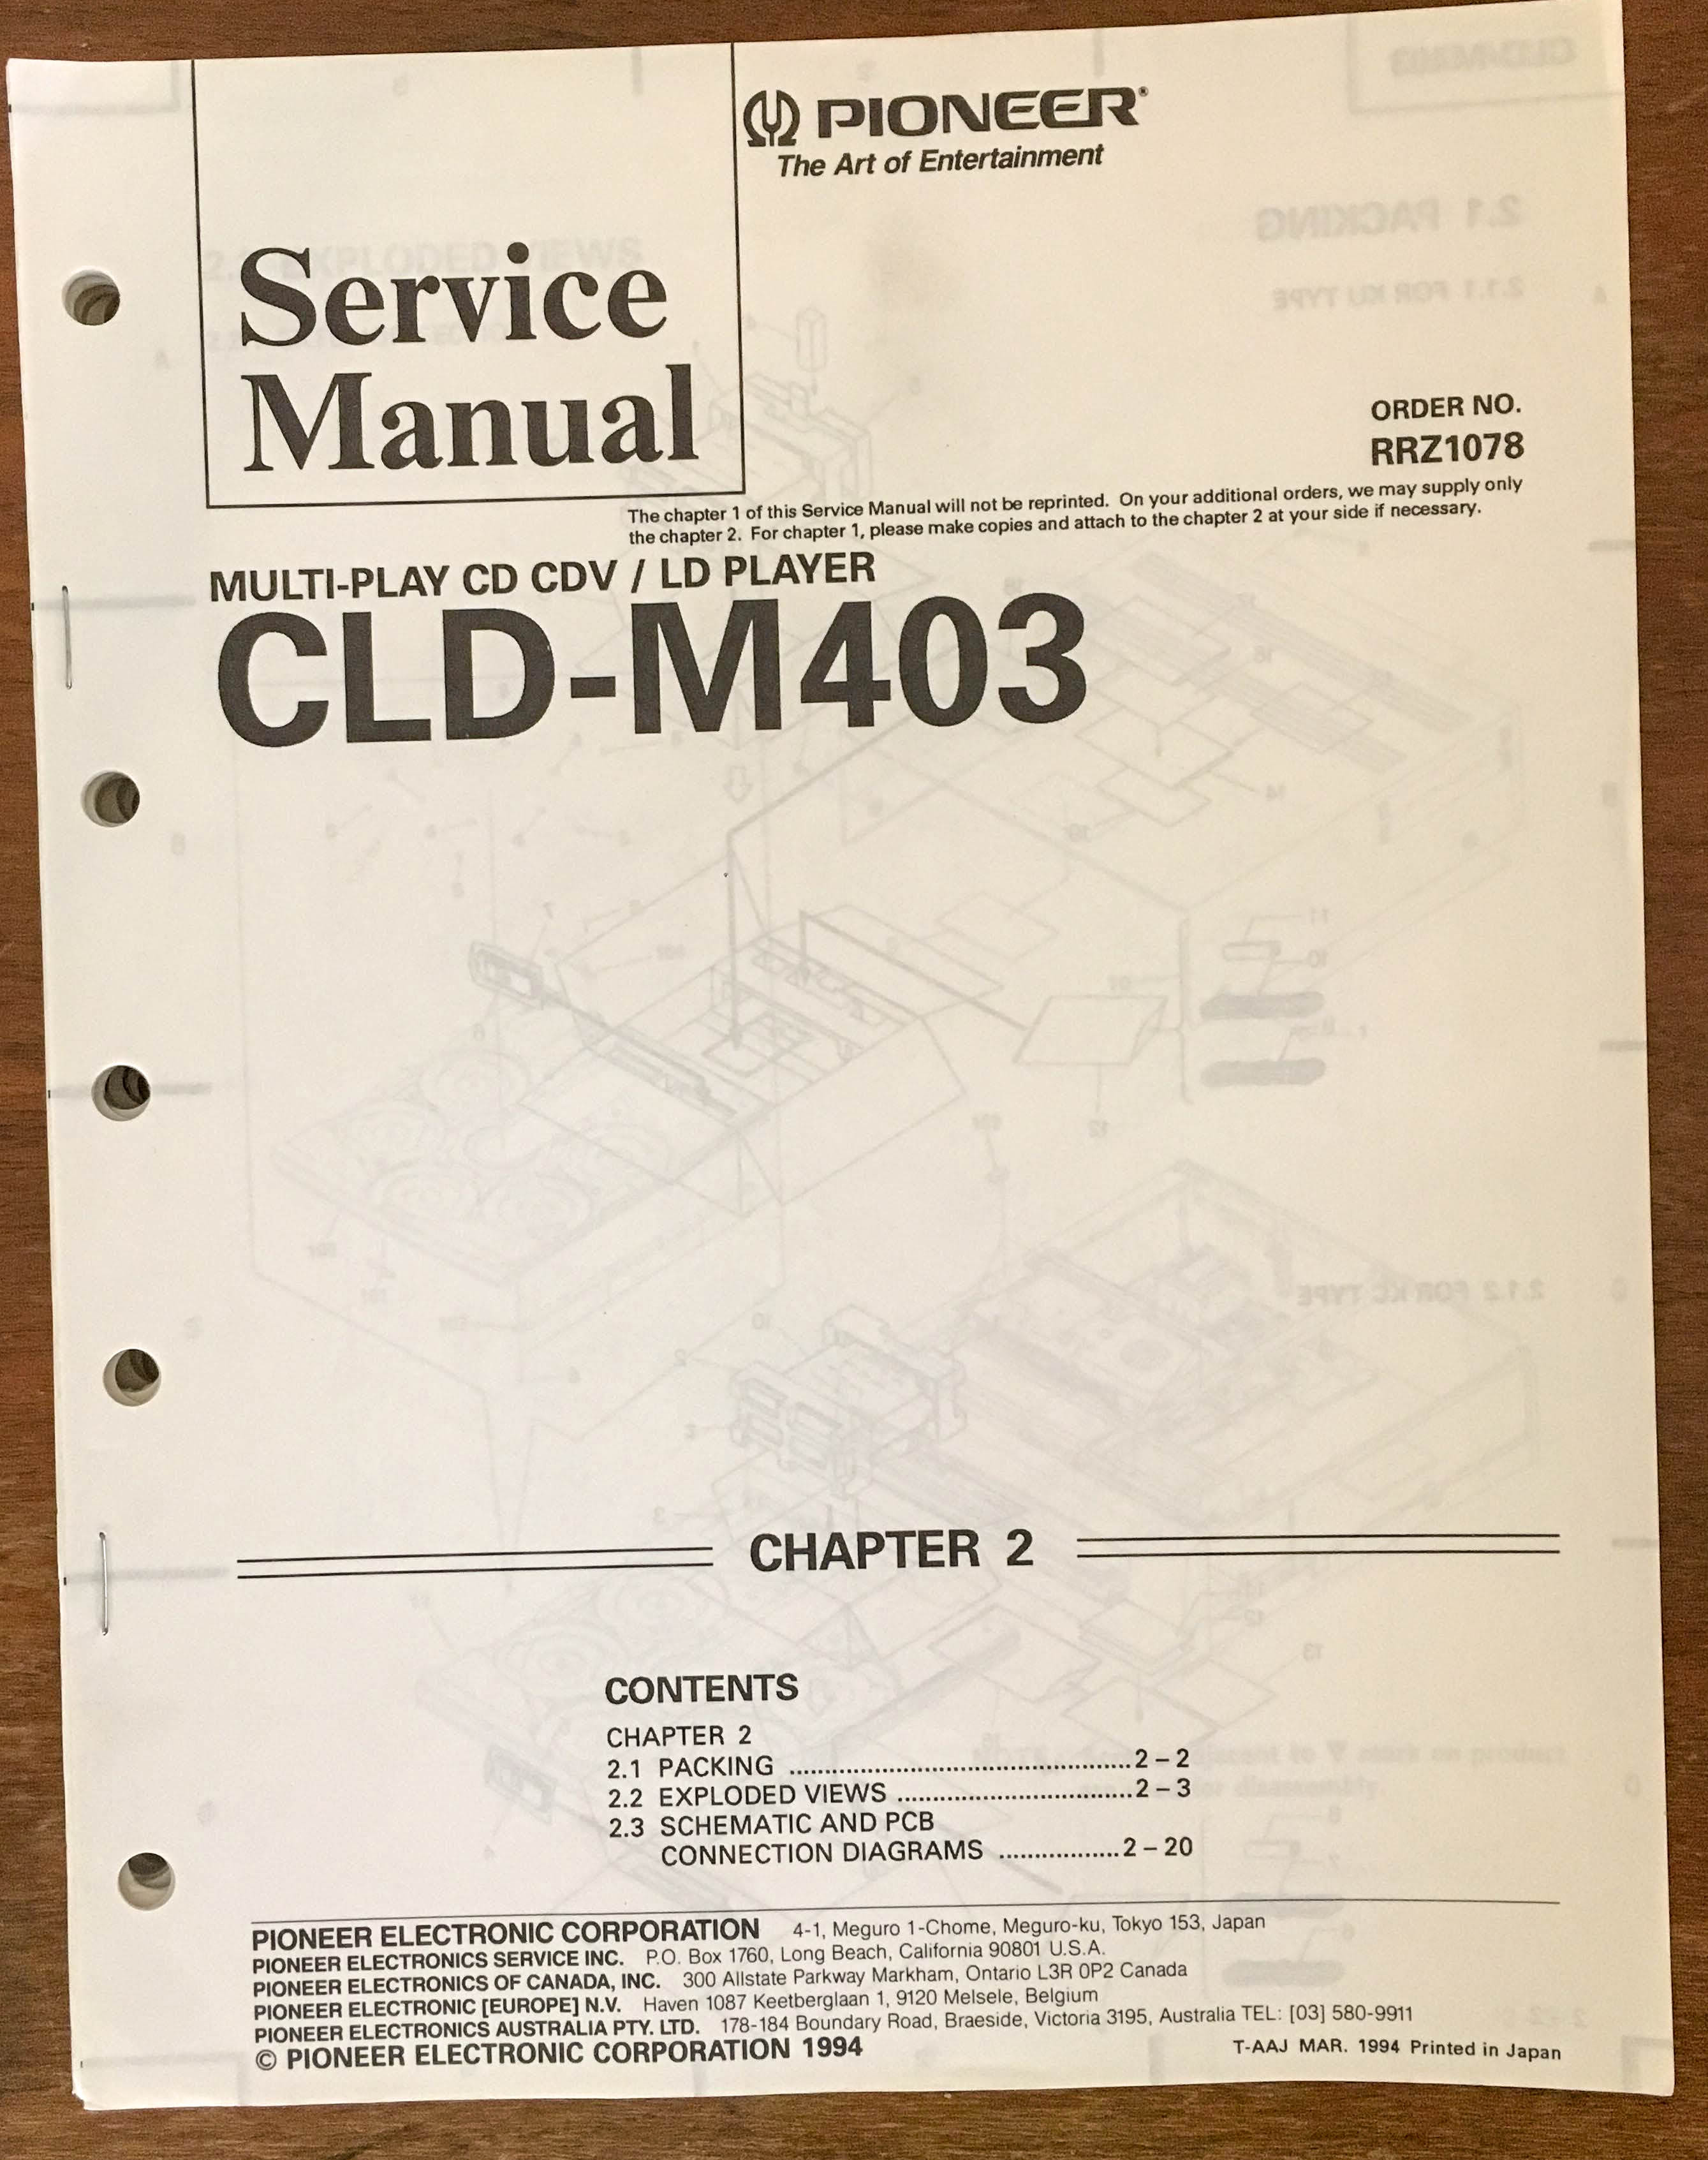 PIONEER®
The Art of Entertainment
Service
Manual
ORDER NO.
RRZ1078
The chapter 1 of this Service Manual will not be reprinted. On your additional orders, we may supply only
the chapter 2. For chapter 1, please make copies and attach to the chapter 2 at your side if necessary.
MULTI-PLAY CD CDV / LD PLAYER
CLD-M403
CHAPTER 2
CONTENTS
CHAPTER 2
2.1 PACKING ................................................ 2 – 2
2.2 EXPLODED VIEWS ................................. 2 – 3
2.3 SCHEMATIC AND PCB
CONNECTION DIAGRAMS ................. 2 – 20
PIONEER ELECTRONIC CORPORATION 4-1, Meguro 1-Chome, Meguro-ku, Tokyo 153, Japan
PIONEER ELECTRONICS SERVICE INC. P.O. Box 1760, Long Beach, California 90801 U.S.A.
PIONEER ELECTRONICS OF CANADA, INC. 300 Allstate Parkway Markham, Ontario L3R 0P2 Canada
PIONEER ELECTRONIC [EUROPE] N.V. Haven 1087 Keetberglaan 1, 9120 Melsele, Belgium
PIONEER ELECTRONICS AUSTRALIA PTY. LTD. 178-184 Boundary Road, Braeside, Victoria 3195, Australia TEL: [03] 580-9911
© PIONEER ELECTRONIC CORPORATION 1994
T-AAJ MAR. 1994 Printed in Japan